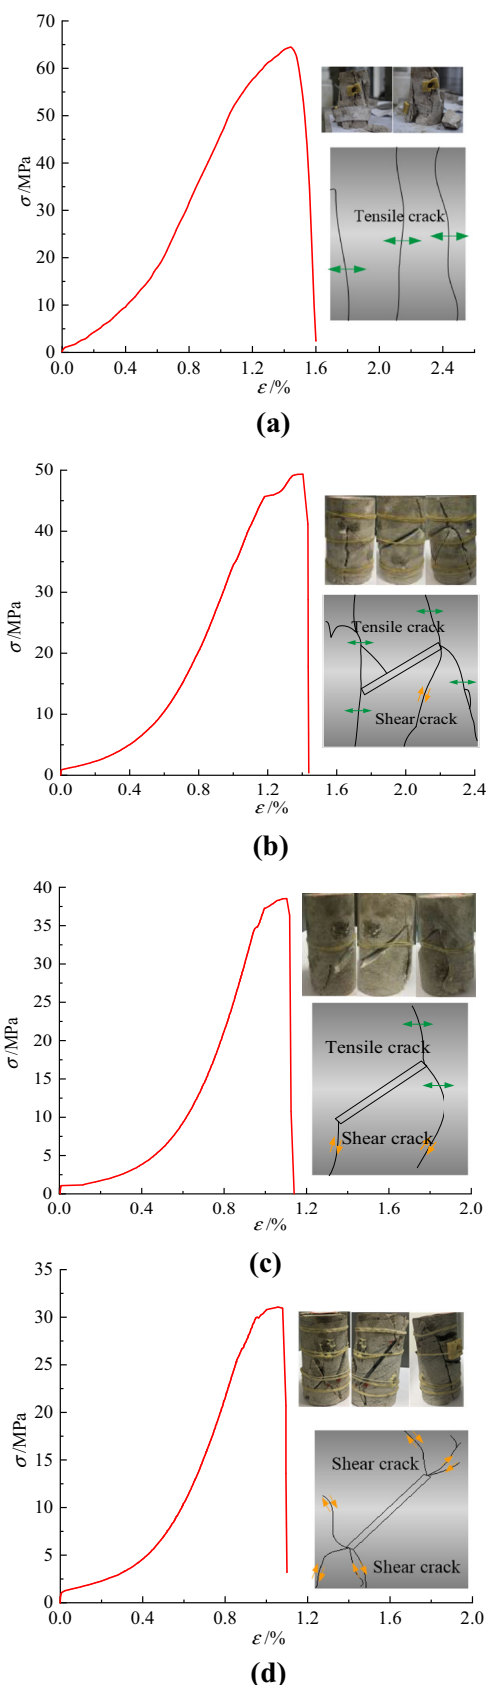 70
60
50
40
30
20
10
0
σ/MPa
Tensile crack
0.0 0.4 0.8 1.2 1.6 2.0 2.4
ε/%
(a)
50
40
30
20
10
0
σ/MPa
Tensile crack
Shear crack
0.0 0.4 0.8 1.2 1.6 2.0 2.4
ε/%
(b)
40
35
30
25
20
15
10
5
0
σ/MPa
Tensile crack
Shear crack
0.0 0.4 0.8 1.2 1.6 2.0
ε/%
(c)
35
30
25
20
15
10
5
0
σ/MPa
Shear crack
Shear crack
0.0 0.4 0.8 1.2 1.6 2.0
ε/%
(d)